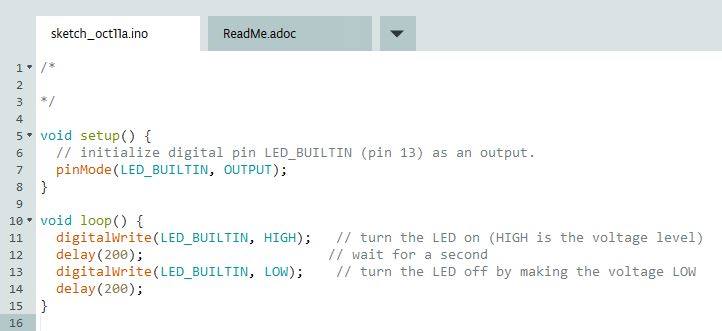 sketch_oct11a.ino ReadMe.adoc
1 /*
2
3 */
4
5 void setup() {
6   // initialize digital pin LED_BUILTIN (pin 13) as an output.
7   pinMode(LED_BUILTIN, OUTPUT);
8 }
9
10 void loop() {
11   digitalWrite(LED_BUILTIN, HIGH);   // turn the LED on (HIGH is the voltage level)
12   delay(200);                       // wait for a second
13   digitalWrite(LED_BUILTIN, LOW);    // turn the LED off by making the voltage LOW
14   delay(200);
15 }
16